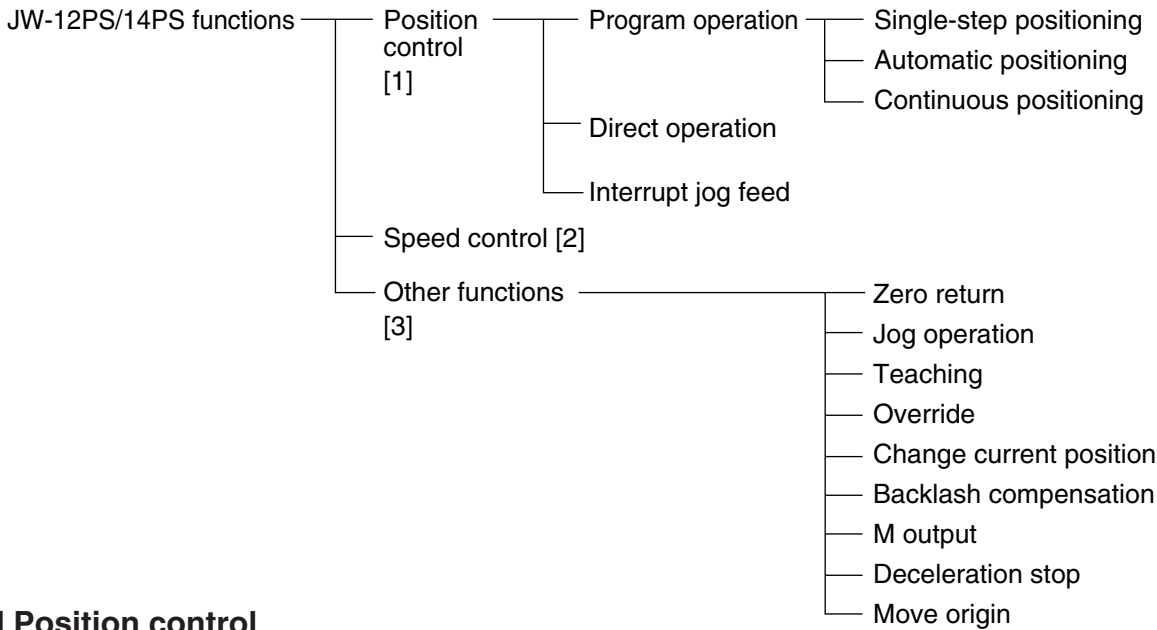 JW-12PS/14PS functions
Position
control
[1]
Program operation
Single-step positioning
Automatic positioning
Continuous positioning
Direct operation
Interrupt jog feed
Speed control [2]
Other functions
[3]
Zero return
Jog operation
Teaching
Override
Change current position
Backlash compensation
M output
Deceleration stop
Move origin
Position control